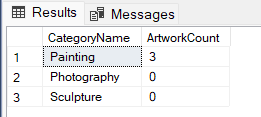 Results Messages
CategoryName ArtworkCount
1 Painting 3
2 Photography 0
3 Sculpture 0